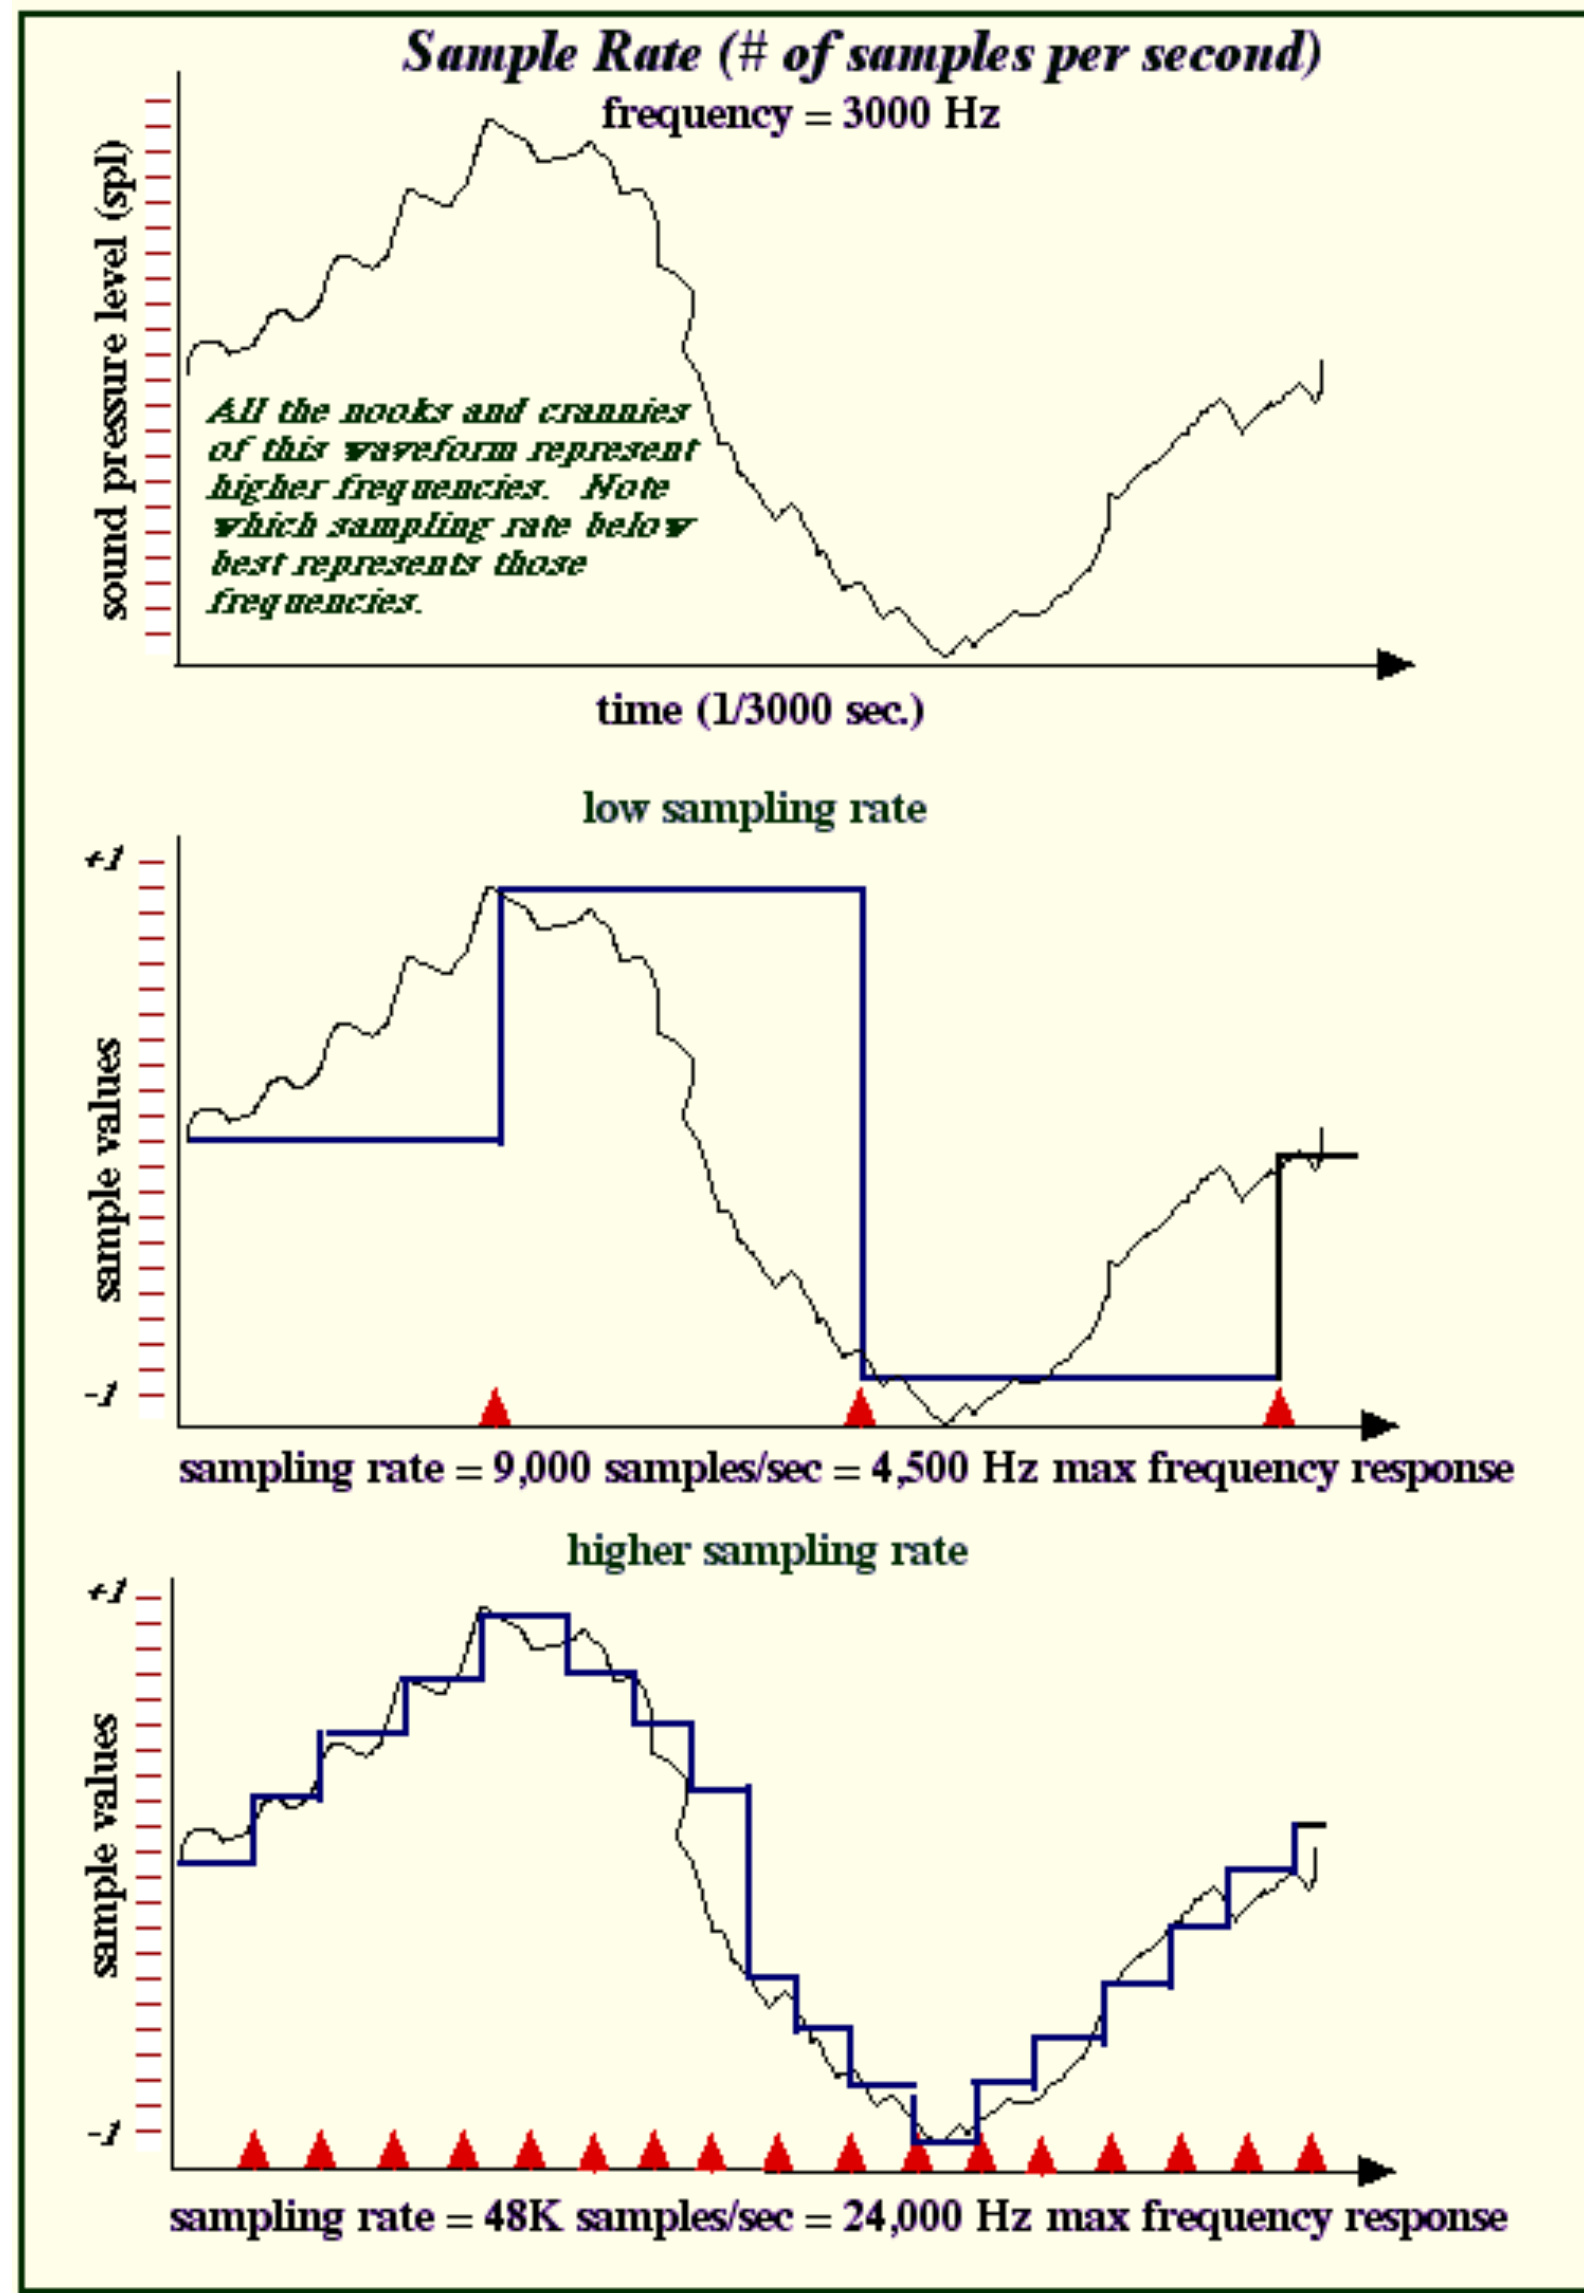 Sample Rate (# of samples per second)
frequency = 3000 Hz
sound pressure level (spl)
All the nooks and crannies
of this waveform represent
higher frequencies. Note
which sampling rate below
best represents those
frequencies.
time (1/3000 sec.)
low sampling rate
+1
sample values
-1
sampling rate = 9,000 samples/sec = 4,500 Hz max frequency response
higher sampling rate
+1
sample values
-1
sampling rate = 48K samples/sec = 24,000 Hz max frequency response